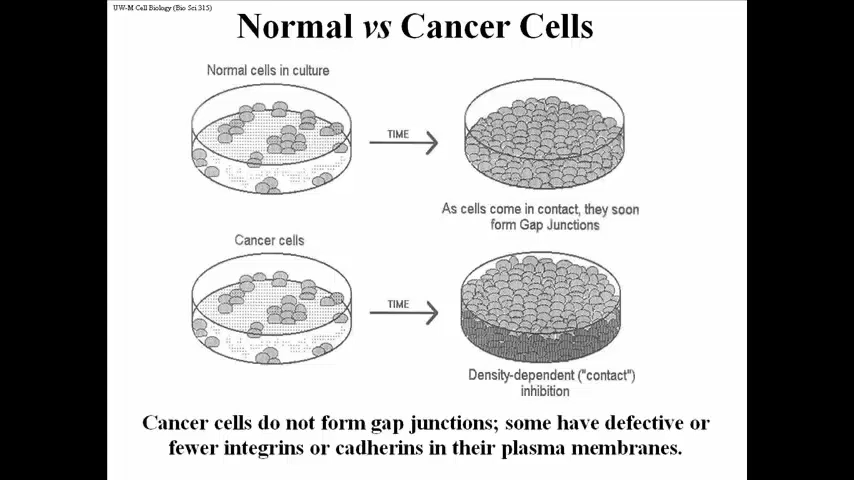 UW-M Cell Biology (Bio Sci 315)
Normal vs Cancer Cells
Normal cells in culture
TIME
As cells come in contact, they soon
form Gap Junctions
Cancer cells
TIME
Density-dependent ("contact")
inhibition
Cancer cells do not form gap junctions; some have defective or
fewer integrins or cadherins in their plasma membranes.